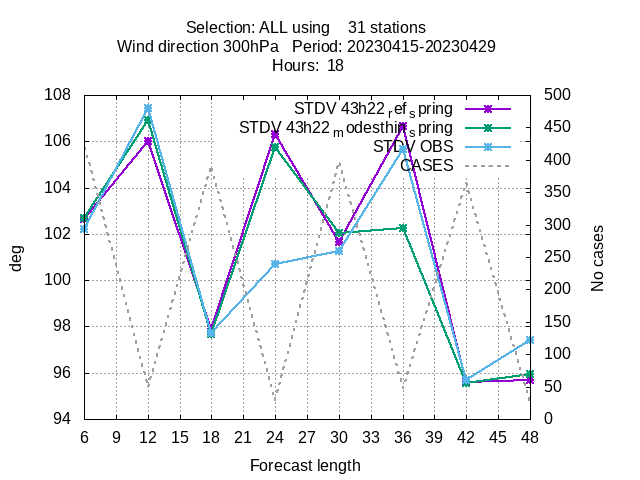 Selection: ALL using 31 stations
Wind direction 300hPa Period: 20230415-20230429
Hours: 18
108
106
104
102
100
98
96
94
500
450
400
350
300
250
200
150
100
50
0
6 9 12 15 18 21 24 27 30 33 36 39 42 45 48
deg
No cases
Forecast length
STDV 43h22_ref_spring
STDV 43h22_modesthin_spring
STDV OBS
CASES